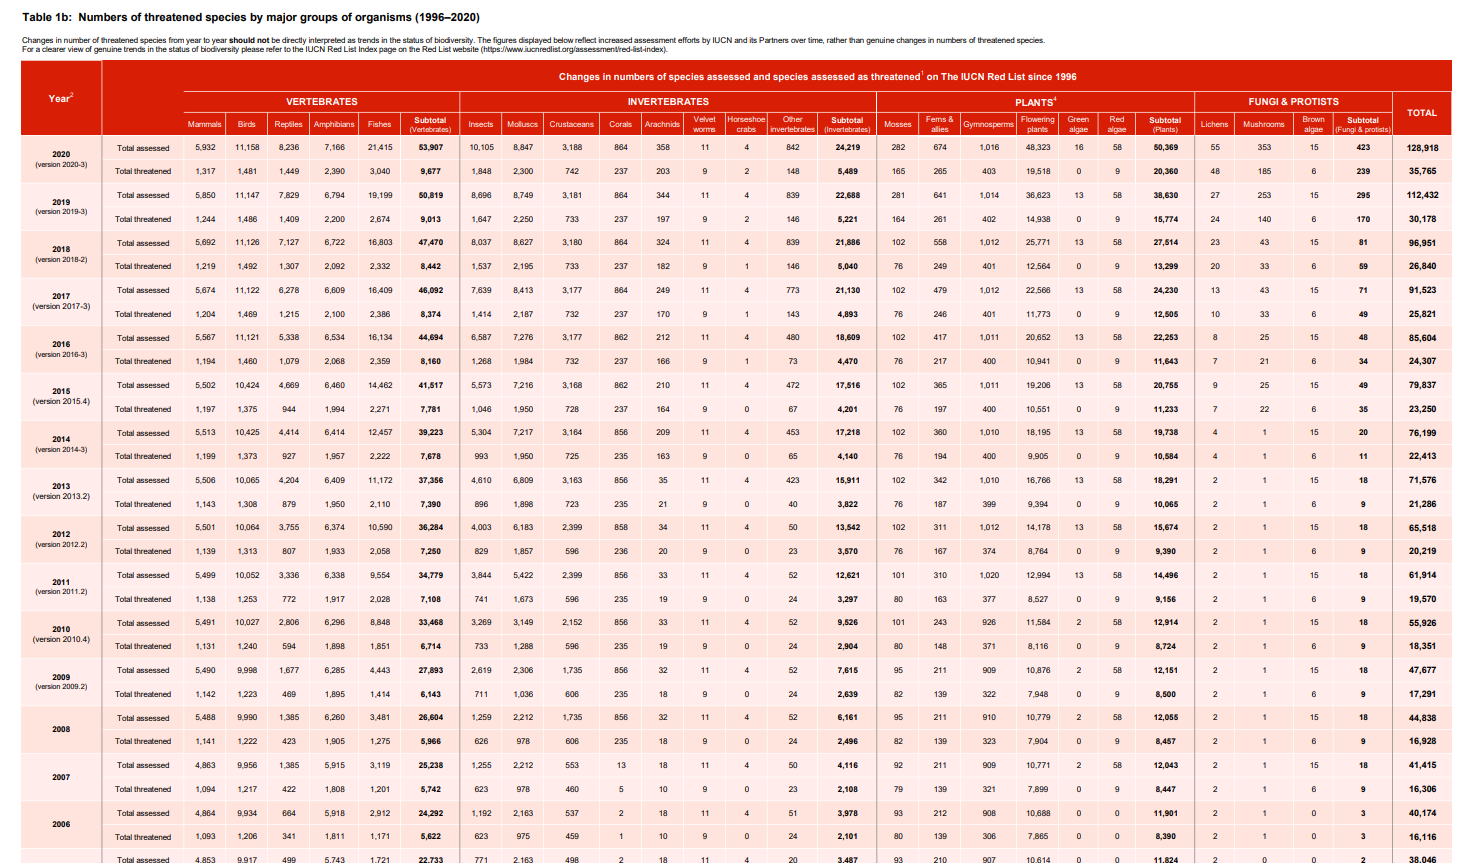 Table 1b: Numbers of threatened species by major groups of organisms (1996–2020)
Changes in number of threatened species from year to year should not be directly interpreted as trends in the status of biodiversity. The figures displayed below reflect increased assessment efforts by IUCN and its Partners over time, rather than genuine changes in numbers of threatened species.
For a clearer view of genuine trends in the status of biodiversity please refer to the IUCN Red List Index page on the Red List website (https://www.iucnredlist.org/assessment/red-list-index).
Changes in numbers of species assessed and species assessed as threatened1 on The IUCN Red List since 1996
Year2
VERTEBRATES INVERTEBRATES PLANTS4 FUNGI & PROTISTS TOTAL
Mammals Birds Reptiles Amphibians Fishes Subtotal (Vertebrates) Insects Molluscs Crustaceans Corals Arachnids Velvet worms Horseshoe crabs Other invertebrates Subtotal (Invertebrates) Mosses Ferns & allies Gymnosperms Flowering plants Green algae Red algae Subtotal (Plants) Lichens Mushrooms Brown algae Subtotal (Fungi & protists)
2020 (version 2020-3)
Total assessed 5,932 11,158 8,236 7,166 21,415 53,907 10,105 8,847 3,188 864 358 11 4 842 24,219 282 674 1,016 48,323 16 58 50,369 55 353 15 423 128,918
Total threatened 1,317 1,481 1,449 2,390 3,040 9,677 1,848 2,300 742 237 203 9 2 148 5,489 165 265 403 19,518 0 9 20,360 48 185 6 239 35,765
2019 (version 2019-3)
Total assessed 5,850 11,147 7,829 6,794 19,199 50,819 8,696 8,749 3,181 864 344 11 4 839 22,688 281 641 1,014 36,623 13 58 38,630 27 253 15 295 112,432
Total threatened 1,244 1,486 1,409 2,200 2,674 9,013 1,647 2,250 733 237 197 9 2 146 5,221 164 261 402 14,938 0 9 15,774 24 140 6 170 30,178
2018 (version 2018-2)
Total assessed 5,692 11,126 7,127 6,722 16,803 47,470 8,037 8,627 3,180 864 324 11 4 839 21,886 102 558 1,012 25,771 13 58 27,514 23 43 15 81 96,951
Total threatened 1,219 1,492 1,307 2,092 2,332 8,442 1,537 2,195 733 237 182 9 1 146 5,040 76 249 401 12,564 0 9 13,299 20 33 6 59 26,840
2017 (version 2017-3)
Total assessed 5,674 11,122 6,278 6,609 16,409 46,092 7,639 8,413 3,177 864 249 11 4 773 21,130 102 479 1,012 22,566 13 58 24,230 13 43 15 71 91,523
Total threatened 1,204 1,469 1,215 2,100 2,386 8,374 1,414 2,187 732 237 170 9 1 143 4,893 76 246 401 11,773 0 9 12,505 10 33 6 49 25,821
2016 (version 2016-3)
Total assessed 5,567 11,121 5,338 6,534 16,134 44,694 6,587 7,276 3,177 862 212 11 4 480 18,609 102 417 1,011 20,652 13 58 22,253 8 25 15 48 85,604
Total threatened 1,194 1,460 1,079 2,068 2,359 8,160 1,268 1,984 732 237 166 9 1 73 4,470 76 217 400 10,941 0 9 11,643 7 21 6 34 24,307
2015 (version 2015.4)
Total assessed 5,502 10,424 4,669 6,460 14,462 41,517 5,573 7,216 3,168 862 210 11 4 472 17,516 102 365 1,011 19,206 13 58 20,755 9 25 15 49 79,837
Total threatened 1,197 1,375 944 1,994 2,271 7,781 1,046 1,950 728 237 164 9 0 67 4,201 76 197 400 10,551 0 9 11,233 7 22 6 35 23,250
2014 (version 2014-3)
Total assessed 5,513 10,425 4,414 6,414 12,457 39,223 5,304 7,217 3,164 856 209 11 4 453 17,218 102 360 1,010 18,195 13 58 19,738 4 1 15 20 76,199
Total threatened 1,199 1,373 927 1,957 2,222 7,678 993 1,950 725 235 163 9 0 65 4,140 76 194 400 9,905 0 9 10,584 4 1 6 11 22,413
2013 (version 2013.2)
Total assessed 5,506 10,065 4,204 6,409 11,172 37,356 4,610 6,809 3,163 856 35 11 4 423 15,911 102 342 1,010 16,766 13 58 18,291 2 1 15 18 71,576
Total threatened 1,143 1,308 879 1,950 2,110 7,390 896 1,898 723 235 21 9 0 40 3,822 76 187 399 9,394 0 9 10,065 2 1 6 9 21,286
2012 (version 2012.2)
Total assessed 5,501 10,064 3,755 6,374 10,590 36,284 4,003 6,183 2,399 858 34 11 4 50 13,542 102 311 1,012 14,178 13 58 15,674 2 1 15 18 65,518
Total threatened 1,139 1,313 807 1,933 2,058 7,250 829 1,857 596 236 20 9 0 23 3,570 76 167 374 8,764 0 9 9,390 2 1 6 9 20,219
2011 (version 2011.2)
Total assessed 5,499 10,052 3,336 6,338 9,554 34,779 3,844 5,422 2,399 856 33 11 4 52 12,621 101 310 1,020 12,994 13 58 14,496 2 1 15 18 61,914
Total threatened 1,138 1,253 772 1,917 2,028 7,108 741 1,673 596 235 19 9 0 24 3,297 80 163 377 8,527 0 9 9,156 2 1 6 9 19,570
2010 (version 2010.4)
Total assessed 5,491 10,027 2,806 6,296 8,848 33,468 3,269 3,149 2,152 856 33 11 4 52 9,526 101 243 926 11,584 2 58 12,914 2 1 15 18 55,926
Total threatened 1,131 1,240 594 1,898 1,851 6,714 733 1,288 596 235 19 9 0 24 2,904 80 148 371 8,116 0 9 8,724 2 1 6 9 18,351
2009 (version 2009.2)
Total assessed 5,490 9,998 1,677 6,285 4,443 27,893 2,619 2,306 1,735 856 32 11 4 52 7,615 95 211 909 10,876 2 58 12,151 2 1 15 18 47,677
Total threatened 1,142 1,223 469 1,895 1,414 6,143 711 1,036 606 235 18 9 0 24 2,639 82 139 322 7,948 0 9 8,500 2 1 6 9 17,291
2008
Total assessed 5,488 9,990 1,385 6,260 3,481 26,604 1,259 2,212 1,735 856 32 11 4 52 6,161 95 211 910 10,779 2 58 12,055 2 1 15 18 44,838
Total threatened 1,141 1,222 423 1,905 1,275 5,966 626 978 606 235 18 9 0 24 2,496 82 139 323 7,904 0 9 8,457 2 1 6 9 16,928
2007
Total assessed 4,863 9,956 1,385 5,915 3,119 25,238 1,255 2,212 553 13 18 11 4 50 4,116 92 211 909 10,771 2 58 12,043 2 1 15 18 41,415
Total threatened 1,094 1,217 422 1,808 1,201 5,742 623 978 460 5 10 9 0 23 2,108 79 139 321 7,899 0 9 8,447 2 1 6 9 16,306
2006
Total assessed 4,864 9,934 664 5,918 2,912 24,292 1,192 2,163 537 2 18 11 4 51 3,978 93 212 908 10,688 0 0 11,901 2 1 0 3 40,174
Total threatened 1,093 1,206 341 1,811 1,171 5,622 623 975 459 1 10 9 0 24 2,101 80 139 306 7,865 0 0 8,390 2 1 0 3 16,116
Total assessed 4,853 9,917 499 5,743 1,721 22,733 771 2,163 498 2 18 11 4 20 3,487 93 210 907 10,614 0 0 11,824 2 0 0 2 38,046